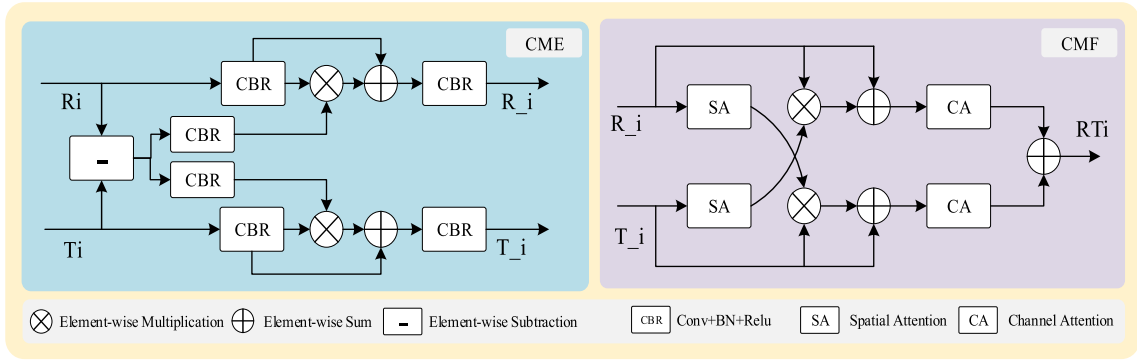 CME
CBR
CBR
Ri
R_i
CBR
-
CBR
CBR
CBR
Ti
T_i
CMF
R_i
SA
CA
RTi
SA
CA
T_i
Element-wise Multiplication
Element-wise Sum
- Element-wise Subtraction
CBR Conv+BN+Relu
SA Spatial Attention
CA Channel Attention